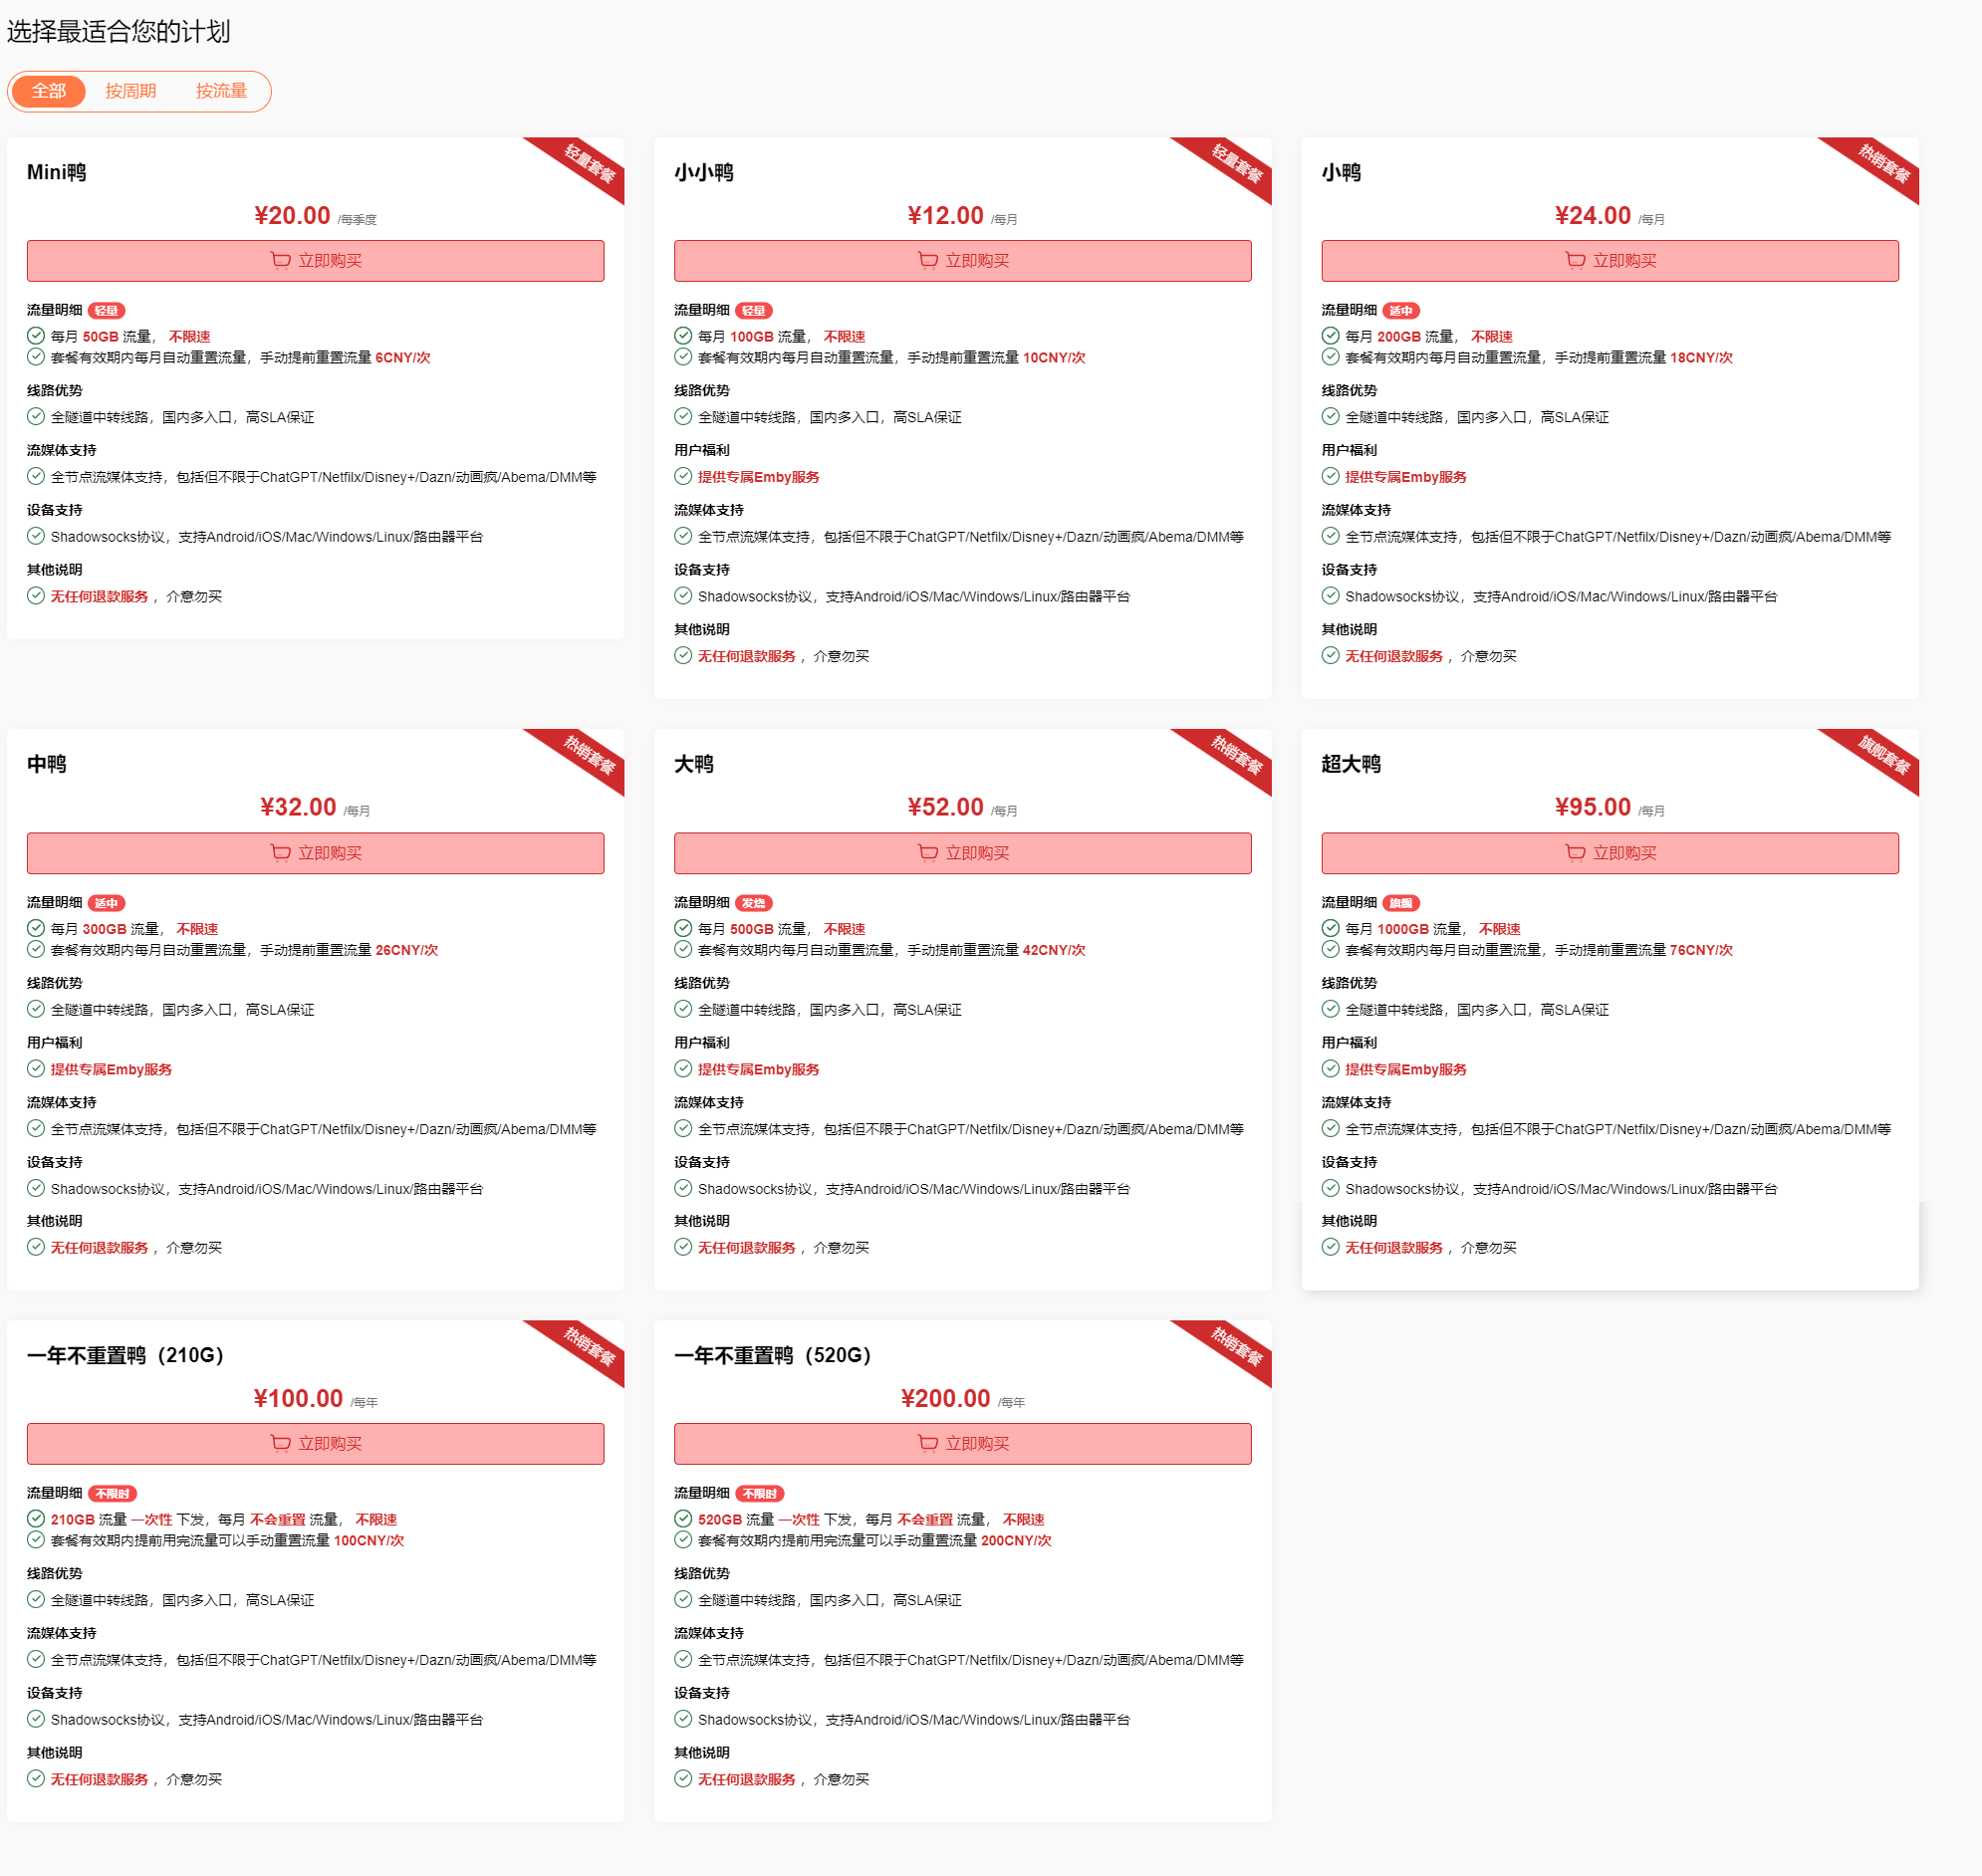 选择最适合您的计划
全部 按周期 按流量
轻量套餐
Mini鸭
¥20.00 /每季度
立即购买
流量明细 轻量
每月 50GB 流量， 不限速
套餐有效期内每月自动重置流量，手动提前重置流量 6CNY/次
线路优势
全隧道中转线路，国内多入口，高SLA保证
流媒体支持
全节点流媒体支持，包括但不限于ChatGPT/Netfilx/Disney+/Dazn/动画疯/Abema/DMM等
设备支持
Shadowsocks协议，支持Android/iOS/Mac/Windows/Linux/路由器平台
其他说明
无任何退款服务 ，介意勿买
轻量套餐
小小鸭
¥12.00 /每月
立即购买
流量明细 轻量
每月 100GB 流量， 不限速
套餐有效期内每月自动重置流量，手动提前重置流量 10CNY/次
线路优势
全隧道中转线路，国内多入口，高SLA保证
用户福利
提供专属Emby服务
流媒体支持
全节点流媒体支持，包括但不限于ChatGPT/Netfilx/Disney+/Dazn/动画疯/Abema/DMM等
设备支持
Shadowsocks协议，支持Android/iOS/Mac/Windows/Linux/路由器平台
其他说明
无任何退款服务 ，介意勿买
热销套餐
小鸭
¥24.00 /每月
立即购买
流量明细 适中
每月 200GB 流量， 不限速
套餐有效期内每月自动重置流量，手动提前重置流量 18CNY/次
线路优势
全隧道中转线路，国内多入口，高SLA保证
用户福利
提供专属Emby服务
流媒体支持
全节点流媒体支持，包括但不限于ChatGPT/Netfilx/Disney+/Dazn/动画疯/Abema/DMM等
设备支持
Shadowsocks协议，支持Android/iOS/Mac/Windows/Linux/路由器平台
其他说明
无任何退款服务 ，介意勿买
热销套餐
中鸭
¥32.00 /每月
立即购买
流量明细 适中
每月 300GB 流量， 不限速
套餐有效期内每月自动重置流量，手动提前重置流量 26CNY/次
线路优势
全隧道中转线路，国内多入口，高SLA保证
用户福利
提供专属Emby服务
流媒体支持
全节点流媒体支持，包括但不限于ChatGPT/Netfilx/Disney+/Dazn/动画疯/Abema/DMM等
设备支持
Shadowsocks协议，支持Android/iOS/Mac/Windows/Linux/路由器平台
其他说明
无任何退款服务 ，介意勿买
热销套餐
大鸭
¥52.00 /每月
立即购买
流量明细 发烧
每月 500GB 流量， 不限速
套餐有效期内每月自动重置流量，手动提前重置流量 42CNY/次
线路优势
全隧道中转线路，国内多入口，高SLA保证
用户福利
提供专属Emby服务
流媒体支持
全节点流媒体支持，包括但不限于ChatGPT/Netfilx/Disney+/Dazn/动画疯/Abema/DMM等
设备支持
Shadowsocks协议，支持Android/iOS/Mac/Windows/Linux/路由器平台
其他说明
无任何退款服务 ，介意勿买
旗舰套餐
超大鸭
¥95.00 /每月
立即购买
流量明细 旗舰
每月 1000GB 流量， 不限速
套餐有效期内每月自动重置流量，手动提前重置流量 76CNY/次
线路优势
全隧道中转线路，国内多入口，高SLA保证
用户福利
提供专属Emby服务
流媒体支持
全节点流媒体支持，包括但不限于ChatGPT/Netfilx/Disney+/Dazn/动画疯/Abema/DMM等
设备支持
Shadowsocks协议，支持Android/iOS/Mac/Windows/Linux/路由器平台
其他说明
无任何退款服务 ，介意勿买
热销套餐
一年不重置鸭（210G）
¥100.00 /每年
立即购买
流量明细 不限时
210GB 流量 一次性 下发，每月 不会重置 流量， 不限速
套餐有效期内提前用完流量可以手动重置流量 100CNY/次
线路优势
全隧道中转线路，国内多入口，高SLA保证
流媒体支持
全节点流媒体支持，包括但不限于ChatGPT/Netfilx/Disney+/Dazn/动画疯/Abema/DMM等
设备支持
Shadowsocks协议，支持Android/iOS/Mac/Windows/Linux/路由器平台
其他说明
无任何退款服务 ，介意勿买
热销套餐
一年不重置鸭（520G）
¥200.00 /每年
立即购买
流量明细 不限时
520GB 流量 一次性 下发，每月 不会重置 流量， 不限速
套餐有效期内提前用完流量可以手动重置流量 200CNY/次
线路优势
全隧道中转线路，国内多入口，高SLA保证
流媒体支持
全节点流媒体支持，包括但不限于ChatGPT/Netfilx/Disney+/Dazn/动画疯/Abema/DMM等
设备支持
Shadowsocks协议，支持Android/iOS/Mac/Windows/Linux/路由器平台
其他说明
无任何退款服务 ，介意勿买